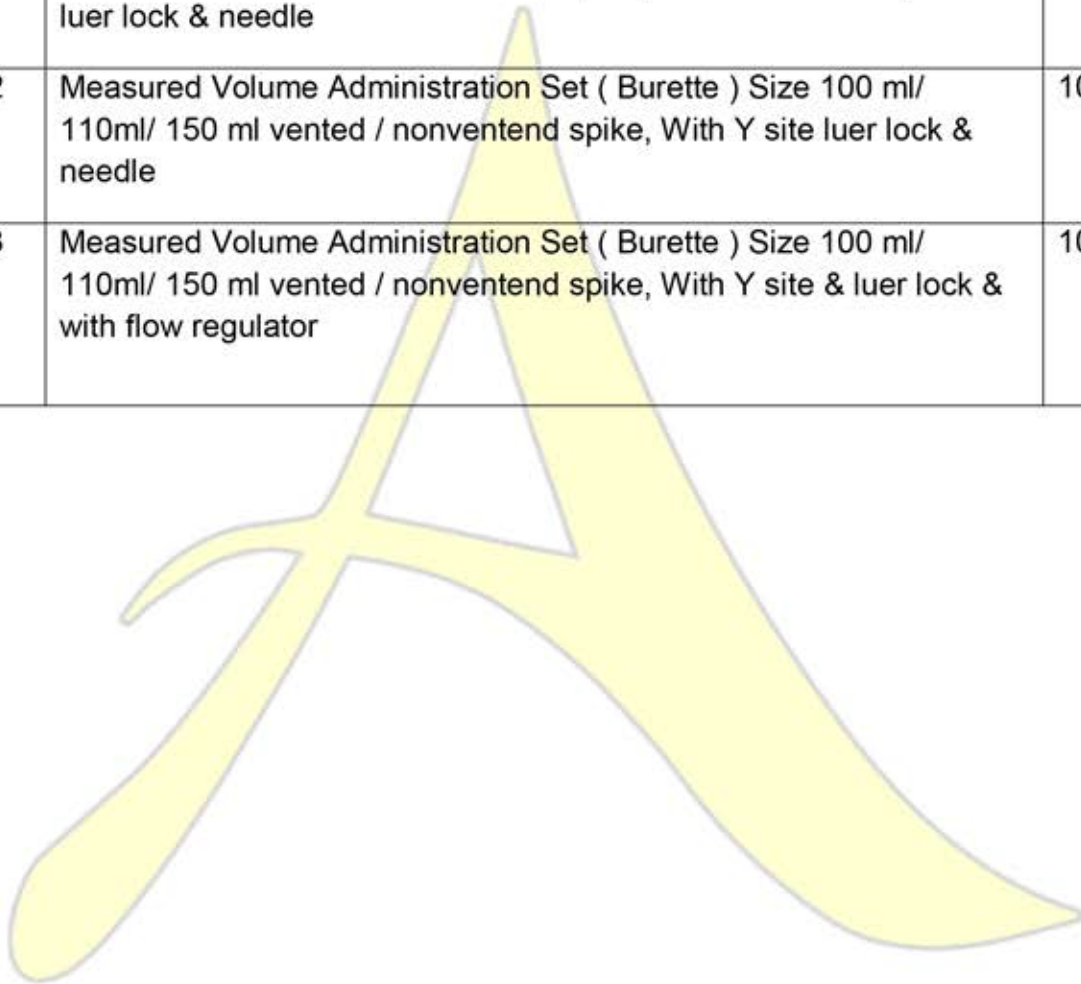 luer lock & needle
Measured Volume Administration Set ( Burette ) Size 100 ml/
110ml/ 150 ml vented / nonventend spike, With Y site luer lock &
needle
Measured Volume Administration Set ( Burette ) Size 100 ml/
110ml/ 150 ml vented / nonventend spike, With Y site & luer lock &
with flow regulator